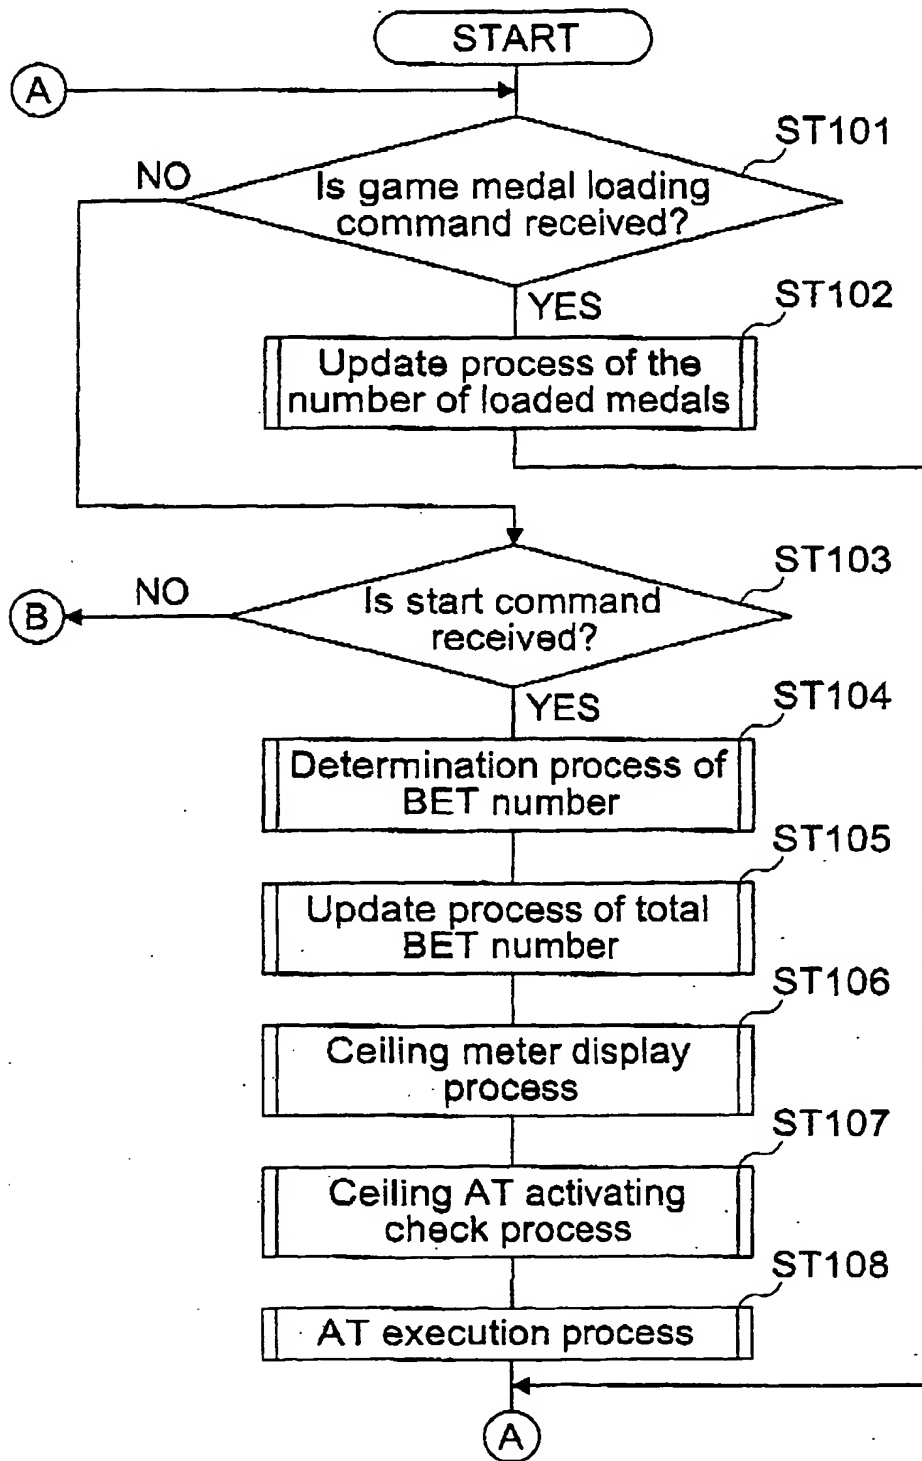 START
A
ST101
NO
Is game medal loading
command received?
YES
ST102
Update process of the
number of loaded medals
ST103
NO
B
Is start command
received?
YES
ST104
Determination process of
BET number
ST105
Update process of total
BET number
ST106
Ceiling meter display
process
ST107
Ceiling AT activating
check process
ST108
AT execution process
A